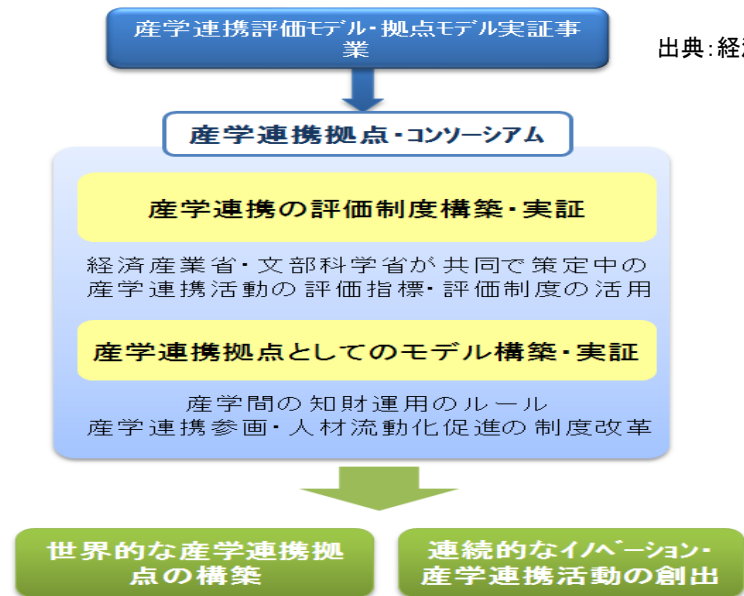 産学連携評価モデル・拠点モデル実証事
業
出典：経
産学連携拠点・コンソーシアム
産学連携の評価制度構築・実証
経済産業省・文部科学省が共同で策定中の
産学連携活動の評価指標・評価制度の活用
産学連携拠点としてのモデル構築・実証
産学間の知財運用のルール
産学連携参画・人材流動化促進の制度改革
世界的な産学連携拠
点の構築
連続的なイノベーション・
産学連携活動の創出